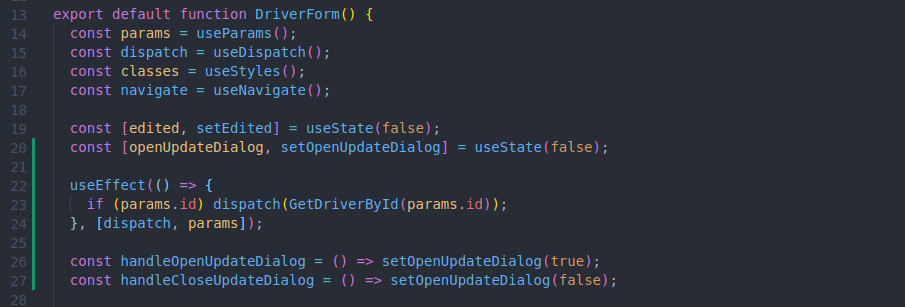 13 export default function DriverForm() {
14   const params = useParams();
15   const dispatch = useDispatch();
16   const classes = useStyles();
17   const navigate = useNavigate();
18
19   const [edited, setEdited] = useState(false);
20   const [openUpdateDialog, setOpenUpdateDialog] = useState(false);
21
22   useEffect(() => {
23     if (params.id) dispatch(GetDriverById(params.id));
24   }, [dispatch, params]);
25
26   const handleOpenUpdateDialog = () => setOpenUpdateDialog(true);
27   const handleCloseUpdateDialog = () => setOpenUpdateDialog(false);
28